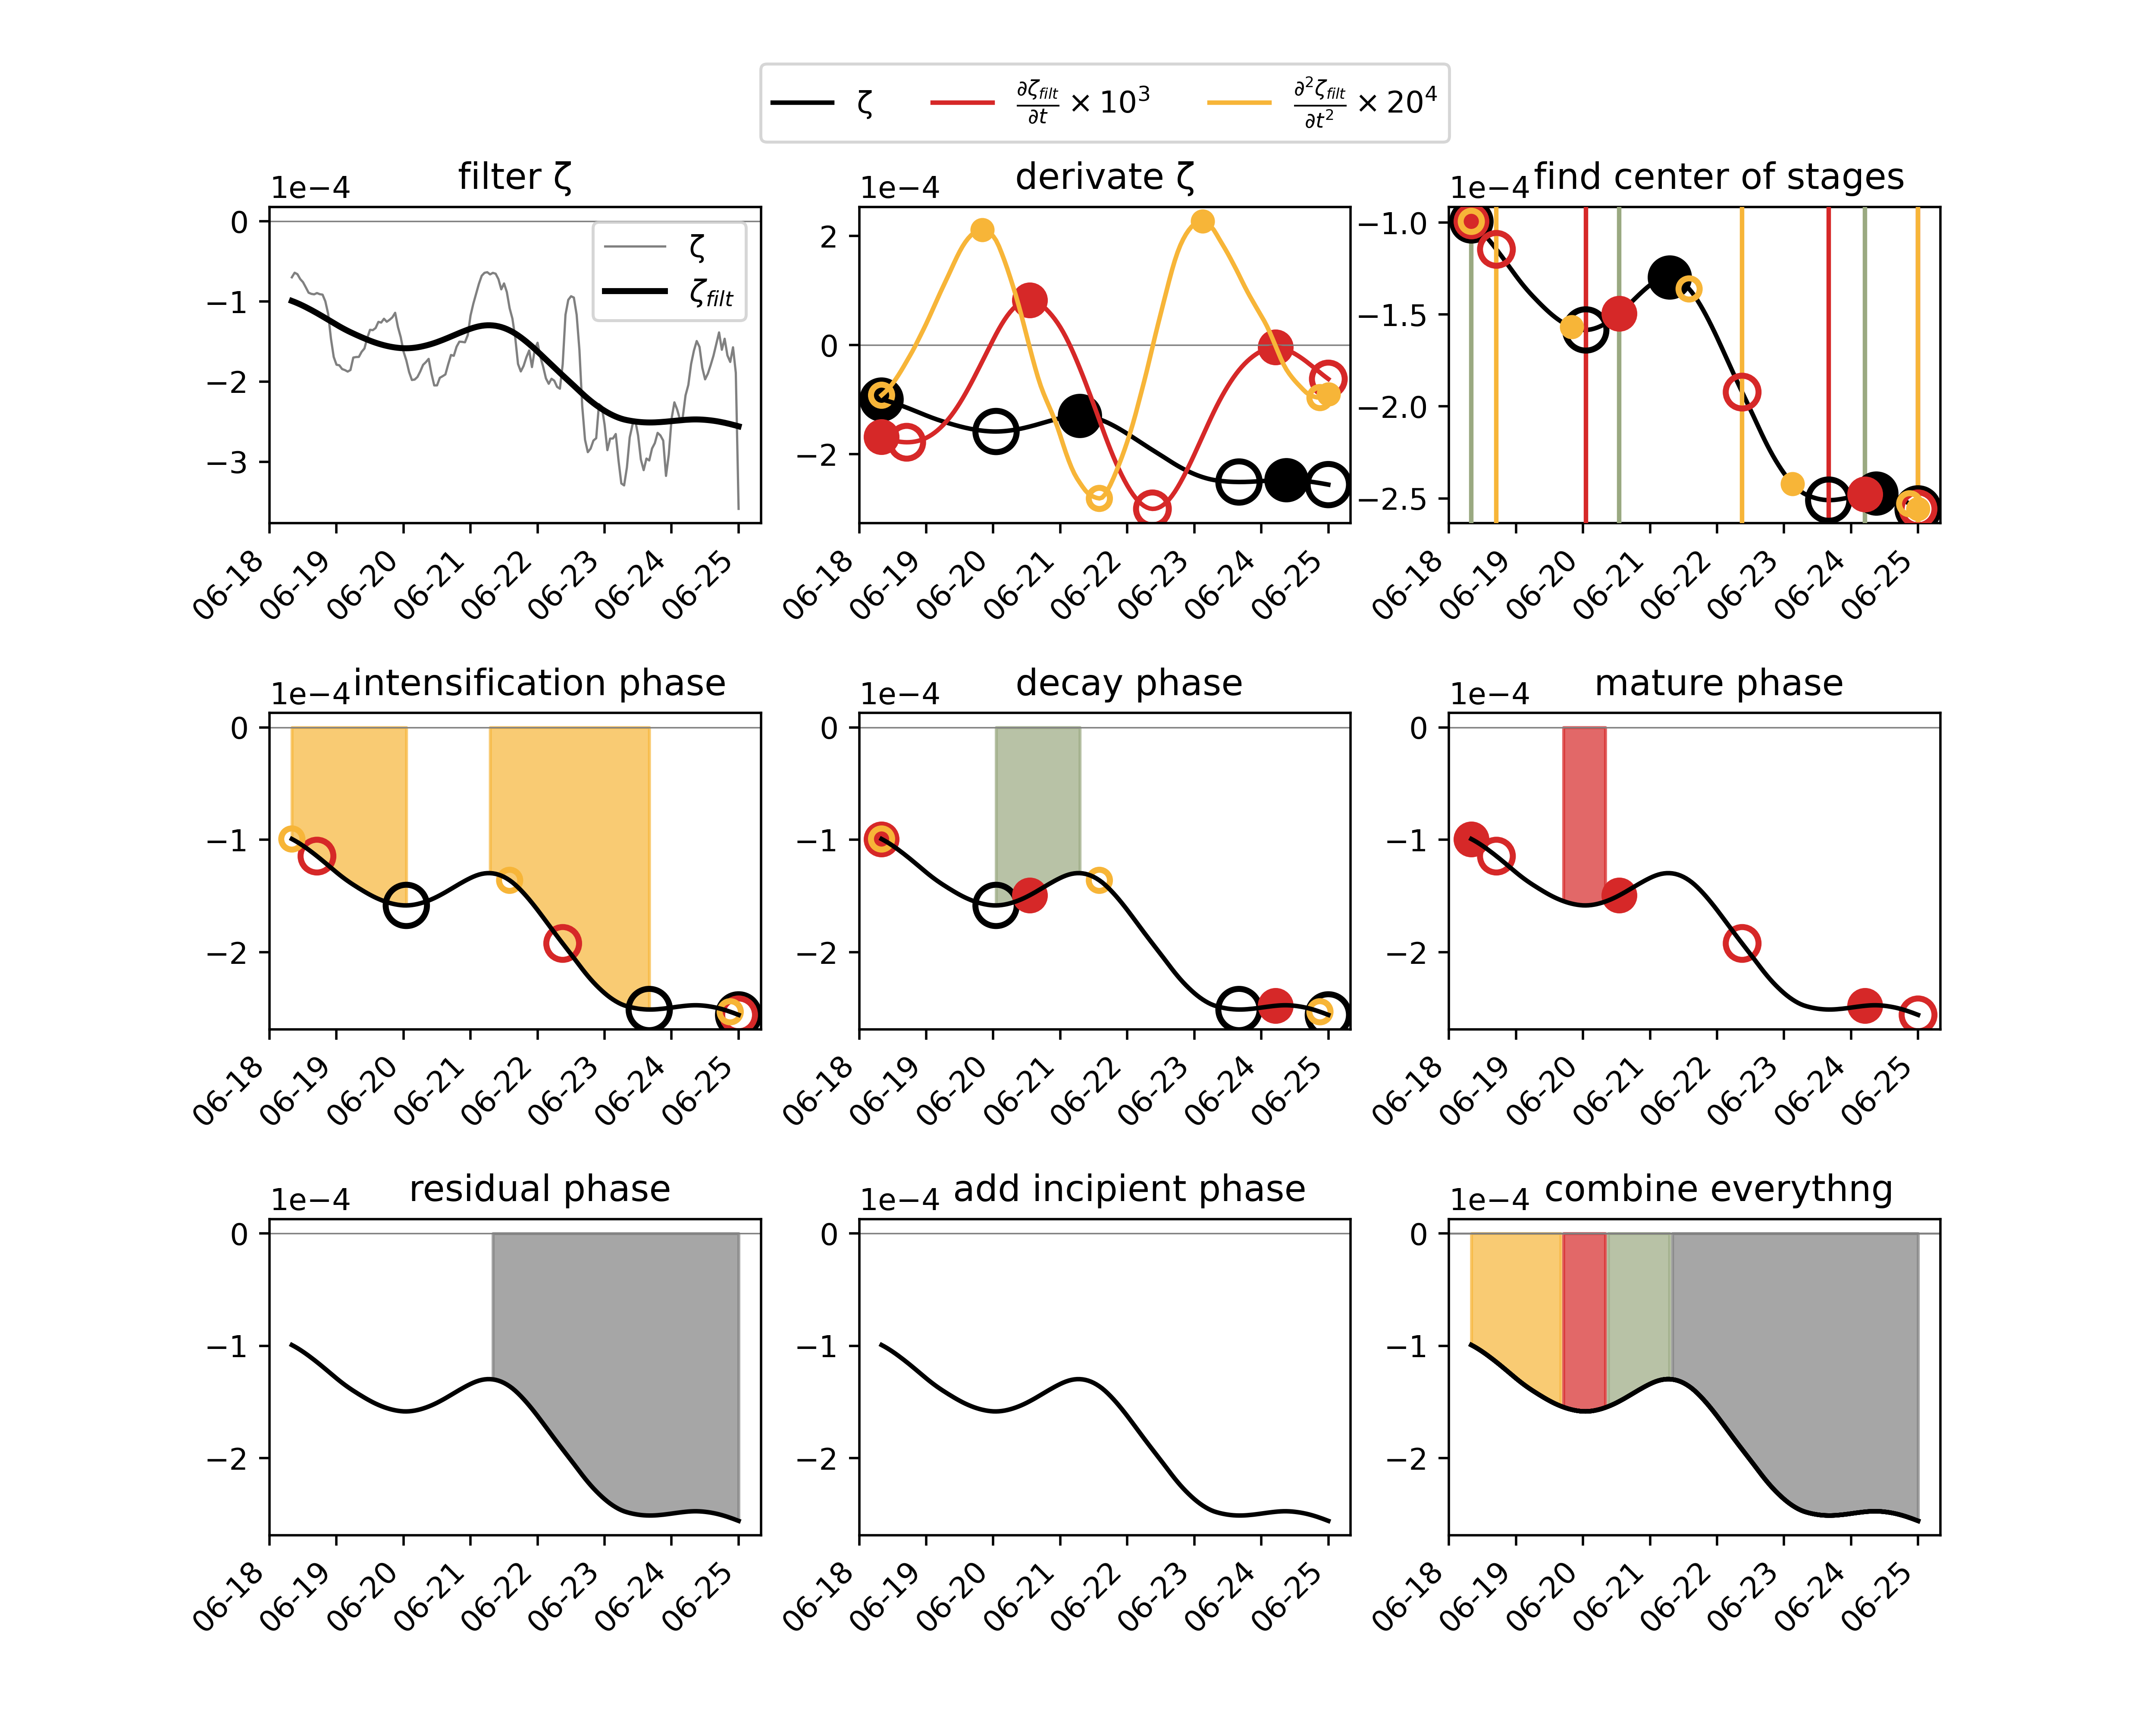 ζ ∂ζfilt/∂t × 10³ ∂²ζfilt/∂t² × 20⁴
filter ζ
1e−4
0
−1
−2
−3
ζ
ζfilt
06-18 06-19 06-20 06-21 06-22 06-23 06-24 06-25
derivate ζ
1e−4
2
0
−2
06-18 06-19 06-20 06-21 06-22 06-23 06-24 06-25
find center of stages
1e−4
−1.0
−1.5
−2.0
−2.5
06-18 06-19 06-20 06-21 06-22 06-23 06-24 06-25
intensification phase
1e−4
0
−1
−2
06-18 06-19 06-20 06-21 06-22 06-23 06-24 06-25
decay phase
1e−4
0
−1
−2
06-18 06-19 06-20 06-21 06-22 06-23 06-24 06-25
mature phase
1e−4
0
−1
−2
06-18 06-19 06-20 06-21 06-22 06-23 06-24 06-25
residual phase
1e−4
0
−1
−2
06-18 06-19 06-20 06-21 06-22 06-23 06-24 06-25
add incipient phase
1e−4
0
−1
−2
06-18 06-19 06-20 06-21 06-22 06-23 06-24 06-25
combine everythng
1e−4
0
−1
−2
06-18 06-19 06-20 06-21 06-22 06-23 06-24 06-25